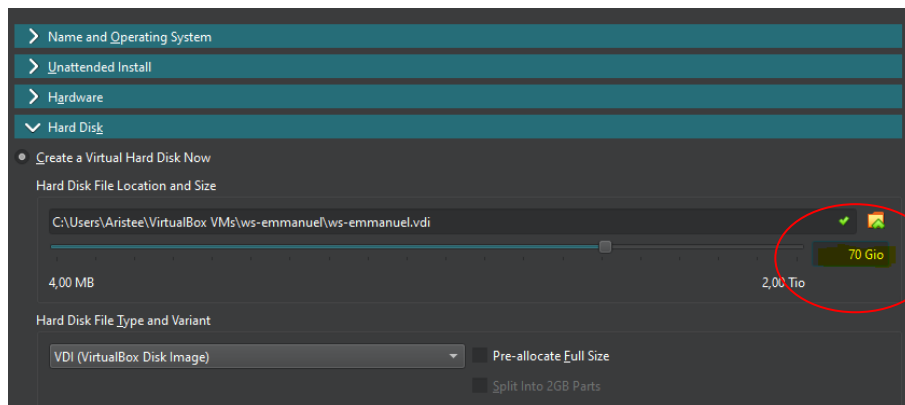 Name and Operating System
Unattended Install
Hardware
Hard Disk
Create a Virtual Hard Disk Now
Hard Disk File Location and Size
C:\Users\Aristee\VirtualBox VMs\ws-emmanuel\ws-emmanuel.vdi
70 Gio
4,00 MB 2,00 Tio
Hard Disk File Type and Variant
VDI (VirtualBox Disk Image) Pre-allocate Full Size
Split Into 2GB Parts